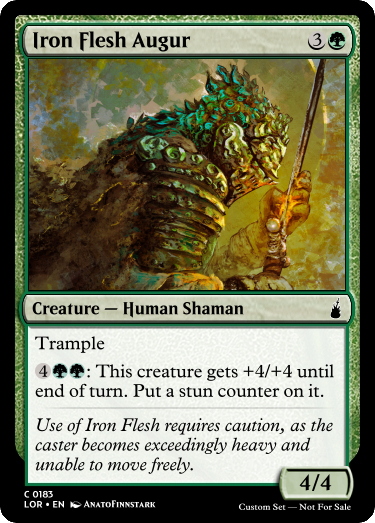 Iron Flesh Augur 3
Creature — Human Shaman
Trample
4: This creature gets +4/+4 until
end of turn. Put a stun counter on it.
Use of Iron Flesh requires caution, as the
caster becomes exceedingly heavy and
unable to move freely.
4/4
C 0183
LOR • EN AnatoFinnstark
Custom Set — Not For Sale